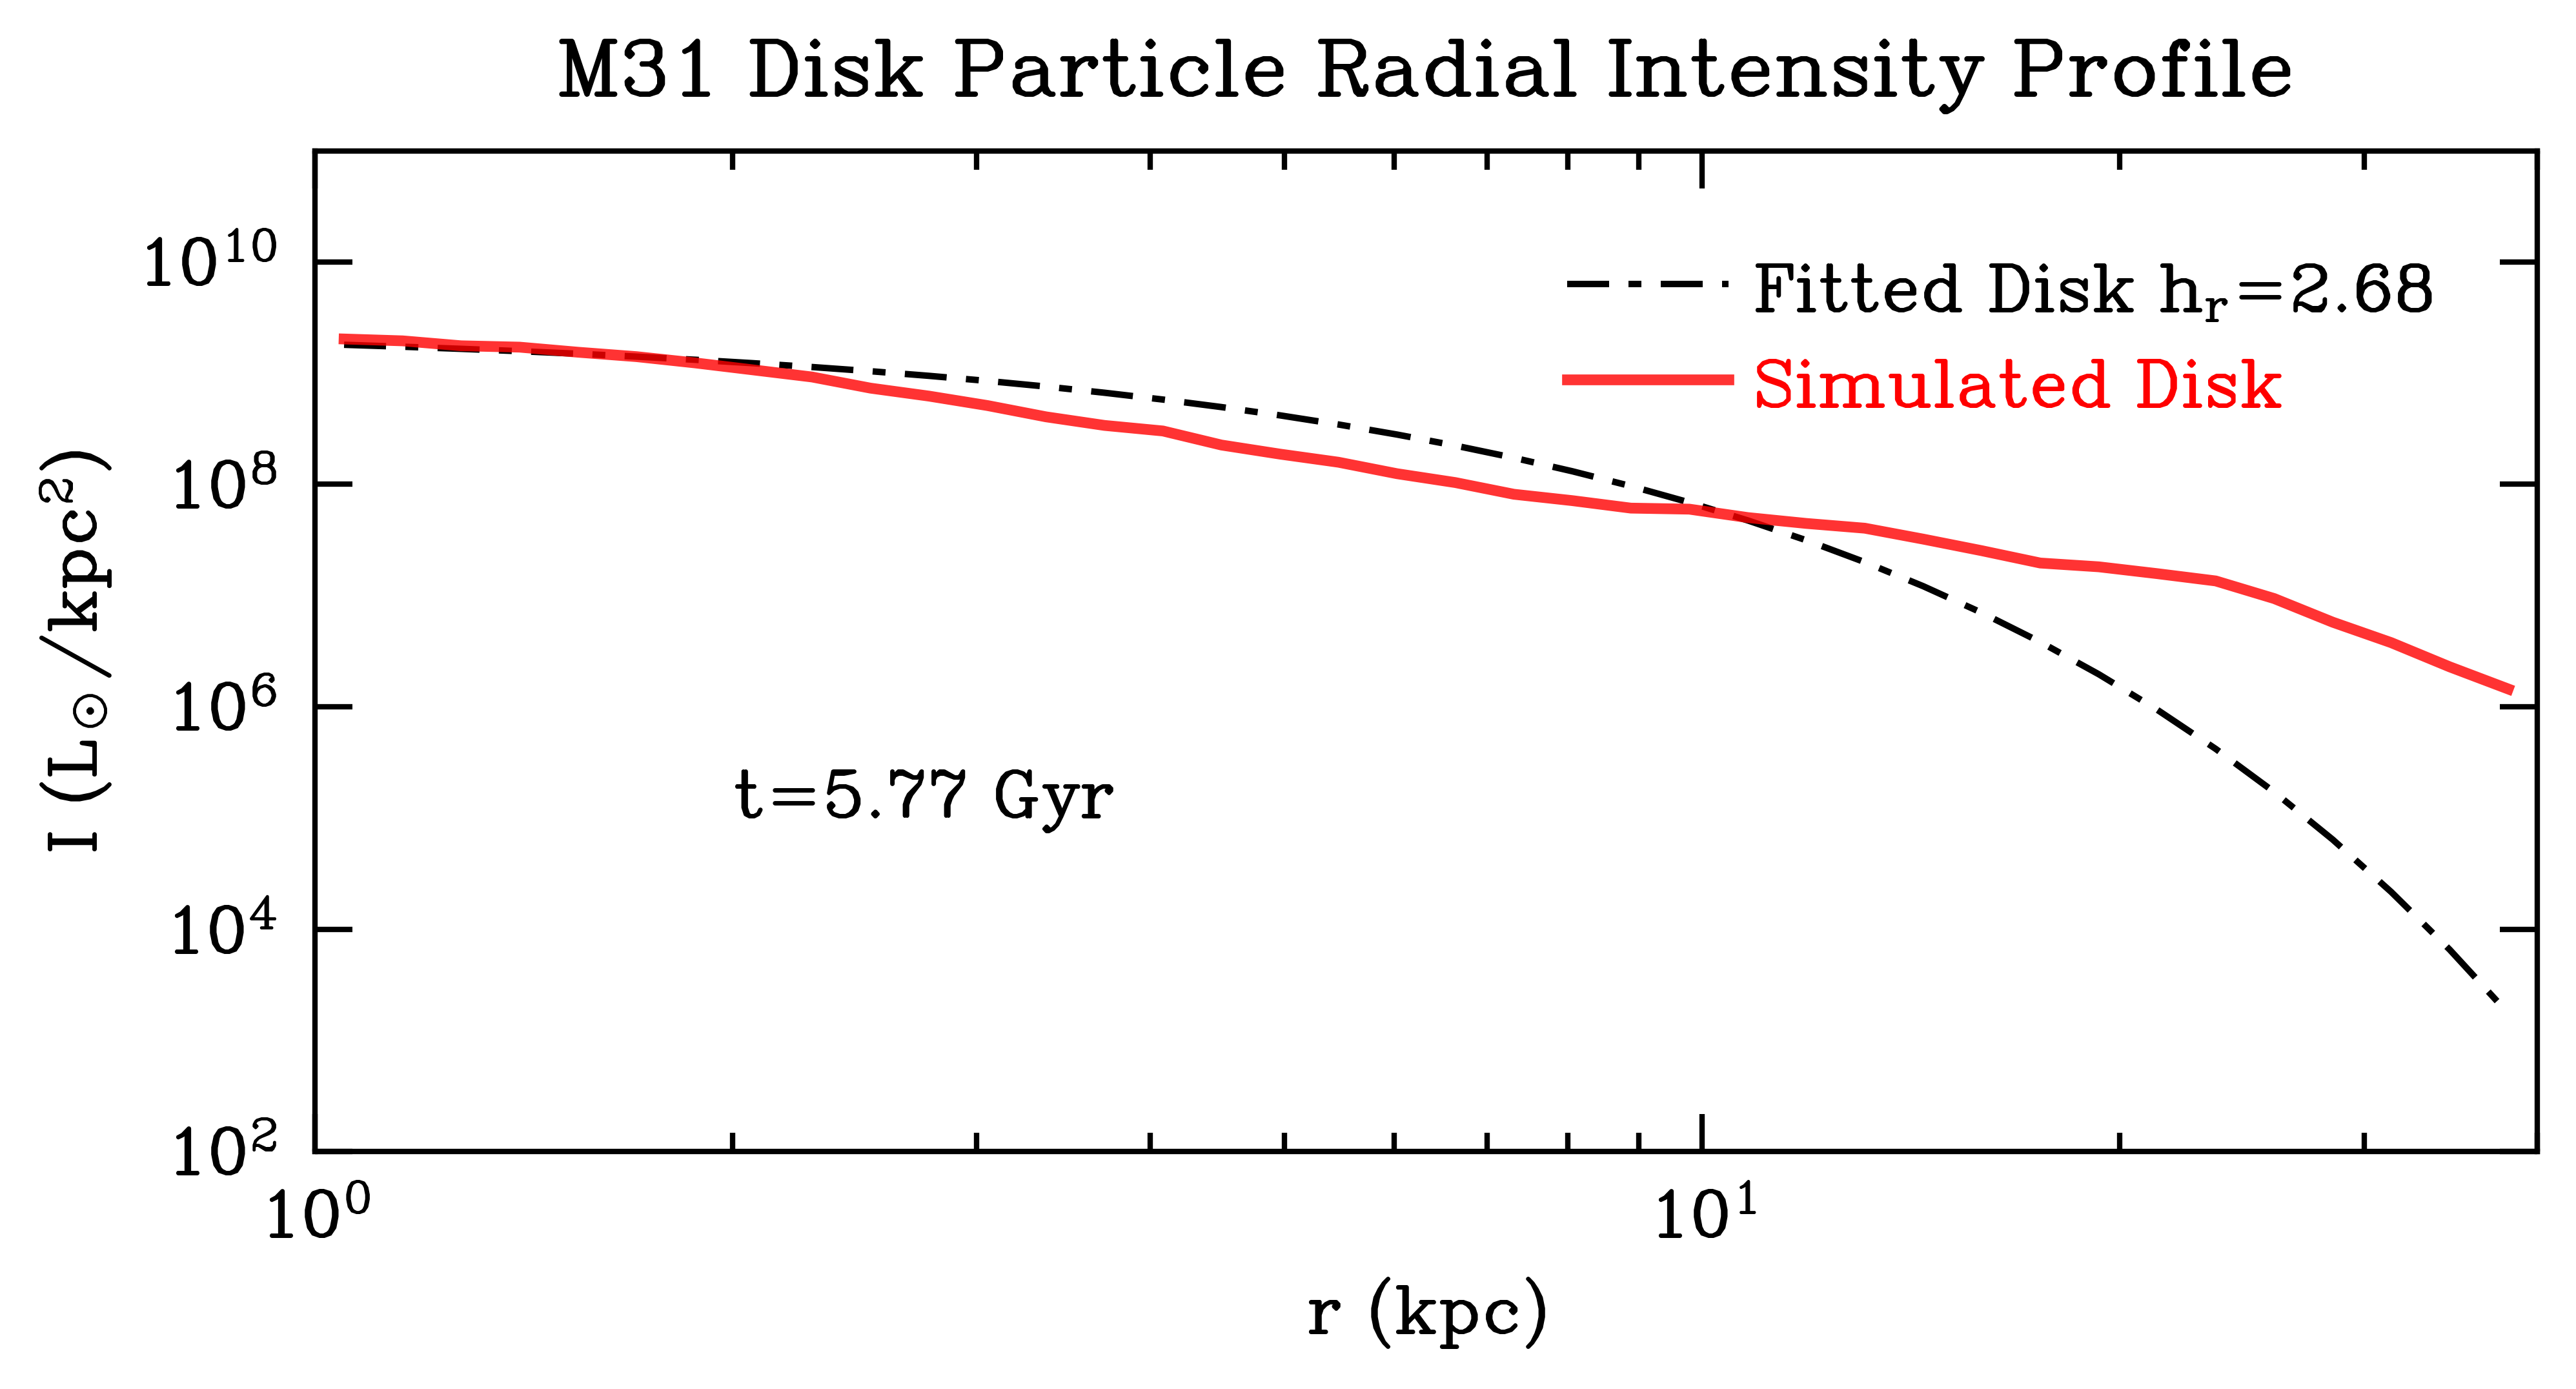 M31 Disk Particle Radial Intensity Profile
10¹⁰
10⁸
10⁶
10⁴
10²
I (L⊙/kpc²)
Fitted Disk hᵣ=2.68
Simulated Disk
t=5.77 Gyr
10⁰
10¹
r (kpc)